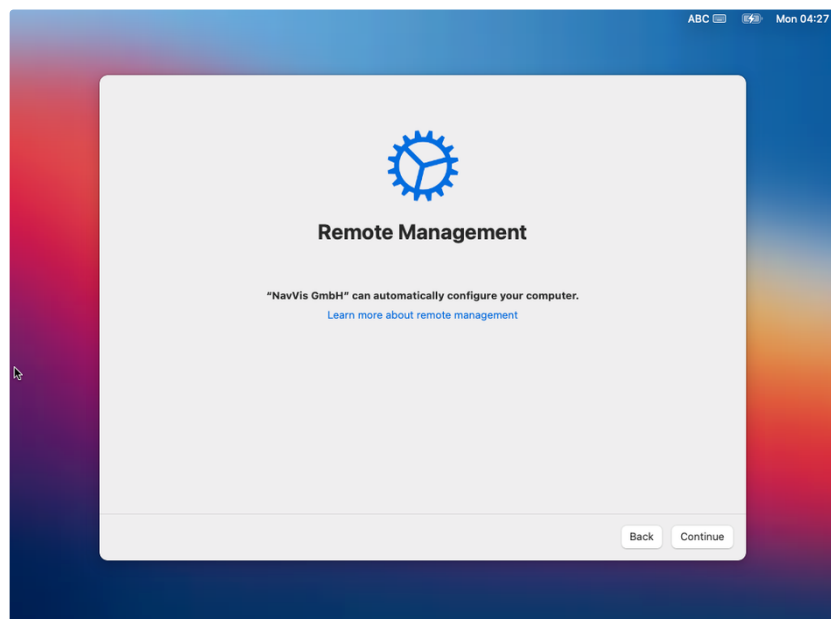 ABC Mon 04:27
Remote Management
“NavVis GmbH” can automatically configure your computer.
Learn more about remote management
Back Continue